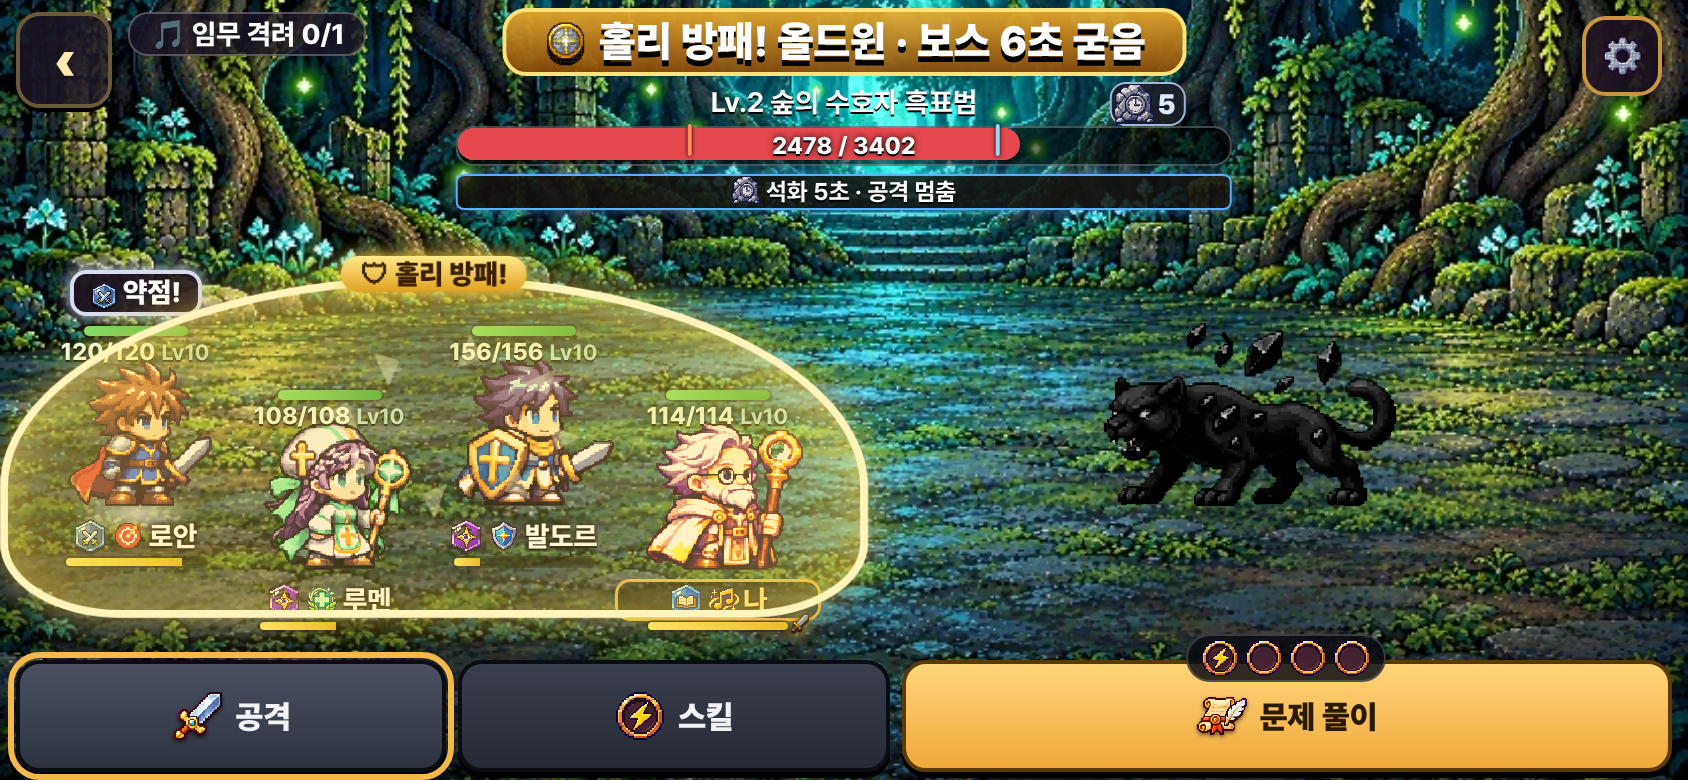 임무 격려 0/1
홀리 방패! 올드윈 · 보스 6초 굳음
Lv.2 숲의 수호자 흑표범
5
2478 / 3402
석화 5초 · 공격 멈춤
홀리 방패!
약점!
120/120 Lv10
156/156 Lv10
108/108 Lv10
114/114 Lv10
로안
발도르
루멘
나
공격
스킬
문제 풀이